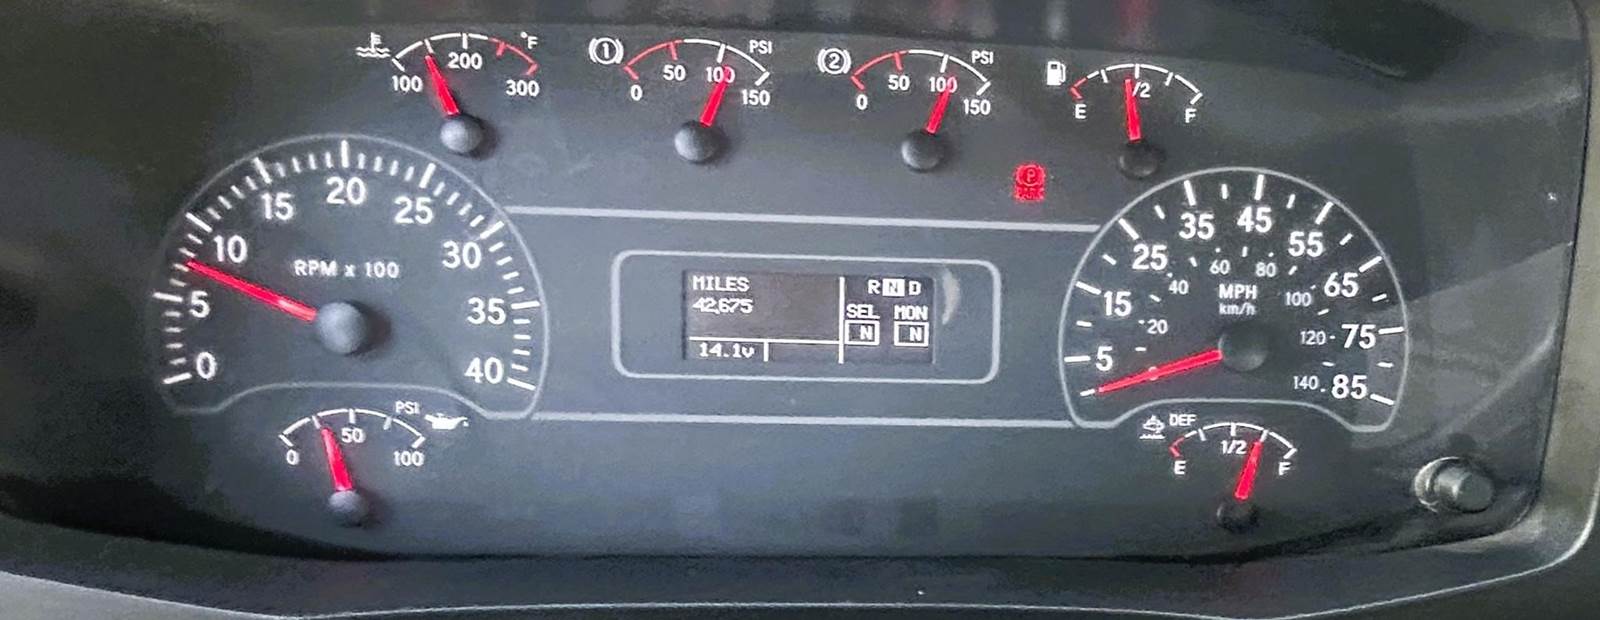 °F
100 200 300
(1) PSI
0 50 100 150
(2) PSI
0 50 100 150
E 1/2 F
P
0 5 10 15 20 25 30 35 40
RPM x 100
MILES
42,675
14.1v
R N D
SEL MON
N N
5 15 25 35 45 55 65 75 85
20 40 60 80 100 120 140
MPH
km/h
PSI
0 50 100
DEF
E 1/2 F